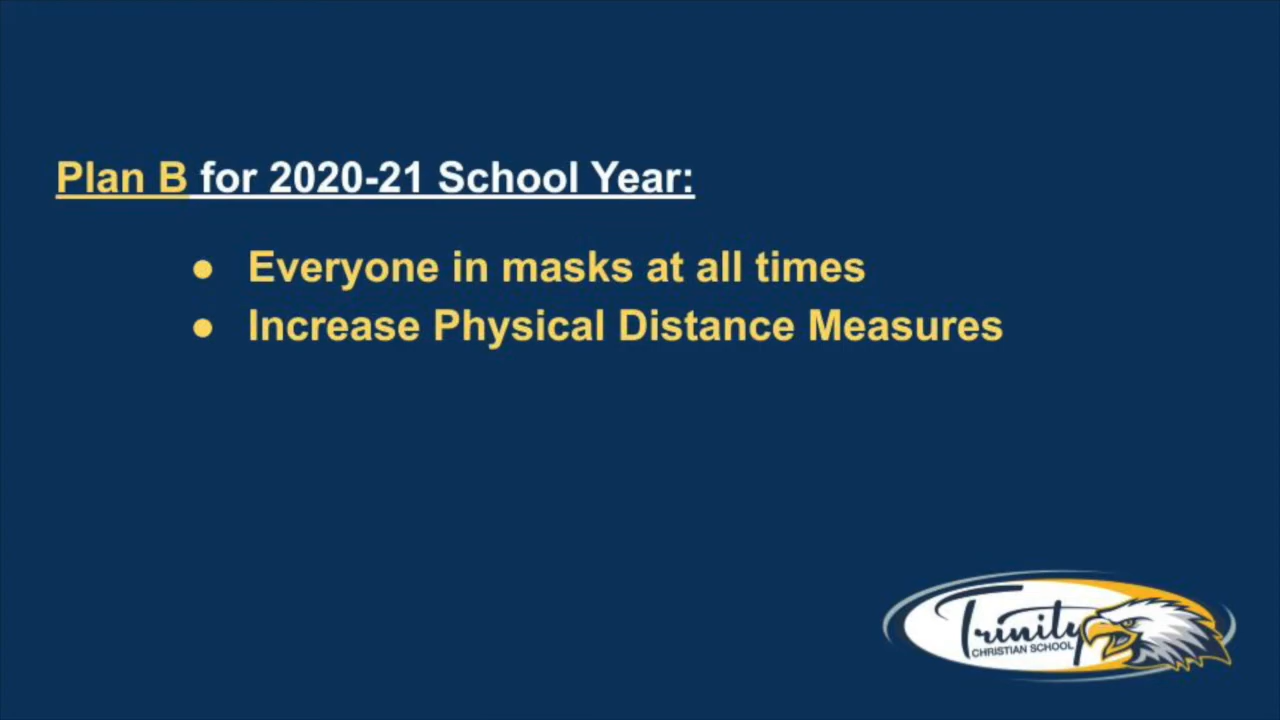 Plan B for 2020-21 School Year:
● Everyone in masks at all times
● Increase Physical Distance Measures
Trinity
CHRISTIAN SCHOOL